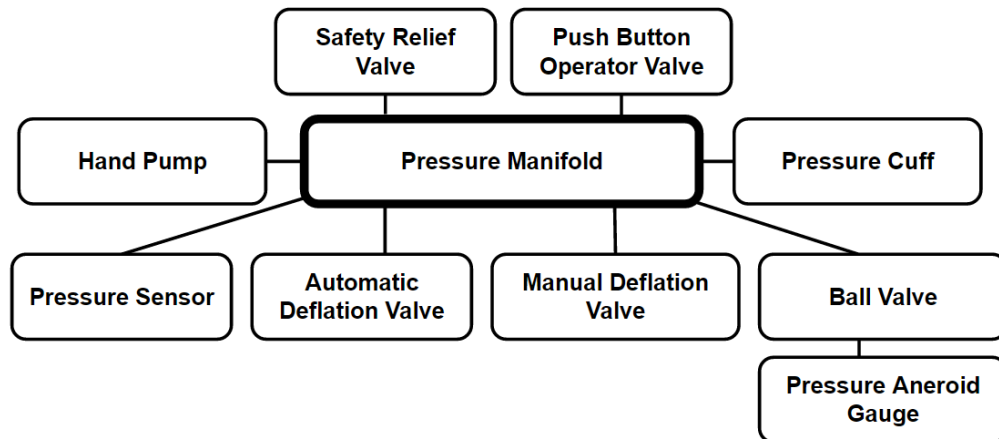 Safety Relief
Valve
Push Button
Operator Valve
Hand Pump
Pressure Manifold
Pressure Cuff
Pressure Sensor
Automatic
Deflation Valve
Manual Deflation
Valve
Ball Valve
Pressure Aneroid
Gauge